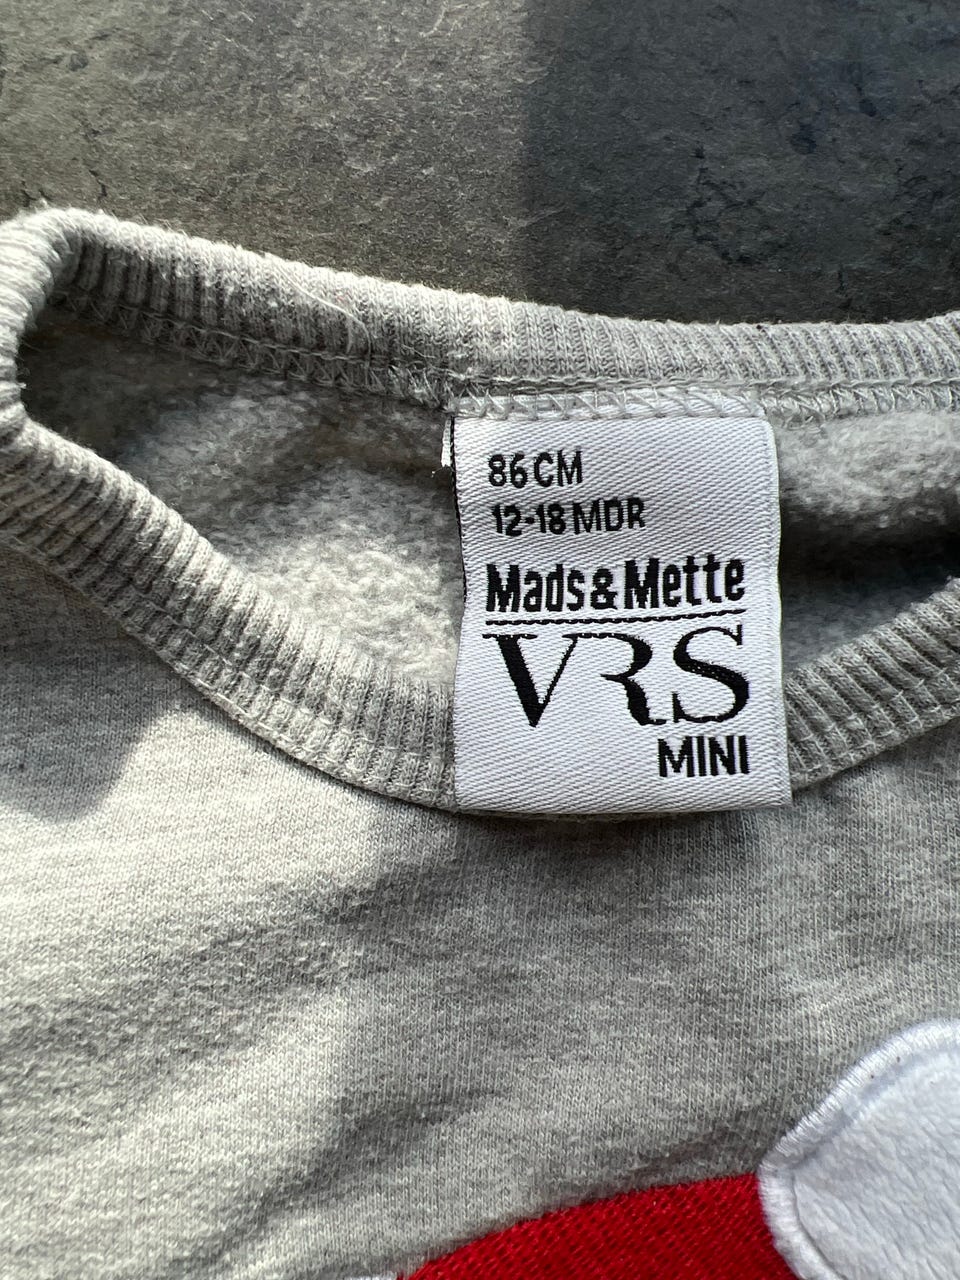 86 CM
12-18 MDR
Mads & Mette
VRS
MINI